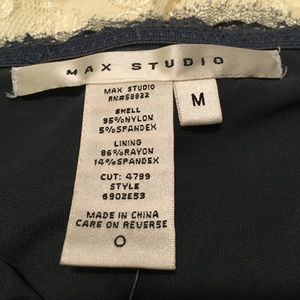 MAX STUDIO
M
MAX STUDIO
RN#58822
SHELL
95%NYLON
5%SPANDEX
LINING
86%RAYON
14%SPANDEX
CUT: 4799
STYLE
6902E53
MADE IN CHINA
CARE ON REVERSE
O